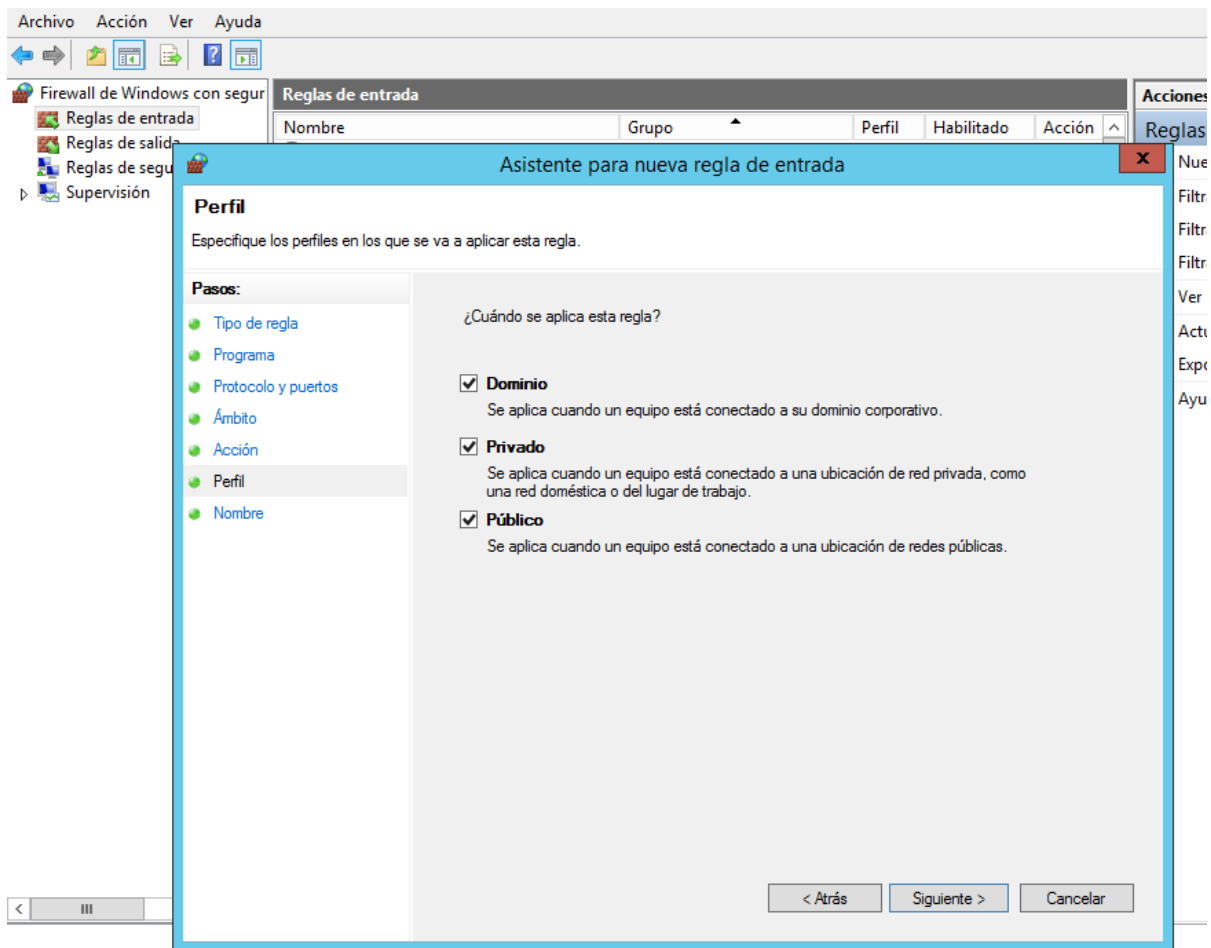 Archivo Acción Ver Ayuda
Firewall de Windows con segur
Reglas de entrada
Reglas de salida
Reglas de segu
Supervisión
Reglas de entrada
Nombre Grupo Perfil Habilitado Acción
Acciones
Reglas
Nue
Filtr
Filtr
Filtr
Ver
Actu
Expo
Ayu
Asistente para nueva regla de entrada
x
Perfil
Especifique los perfiles en los que se va a aplicar esta regla.
Pasos:
Tipo de regla
Programa
Protocolo y puertos
Ámbito
Acción
Perfil
Nombre
¿Cuándo se aplica esta regla?
Dominio
Se aplica cuando un equipo está conectado a su dominio corporativo.
Privado
Se aplica cuando un equipo está conectado a una ubicación de red privada, como
una red doméstica o del lugar de trabajo.
Público
Se aplica cuando un equipo está conectado a una ubicación de redes públicas.
< Atrás
Siguiente >
Cancelar